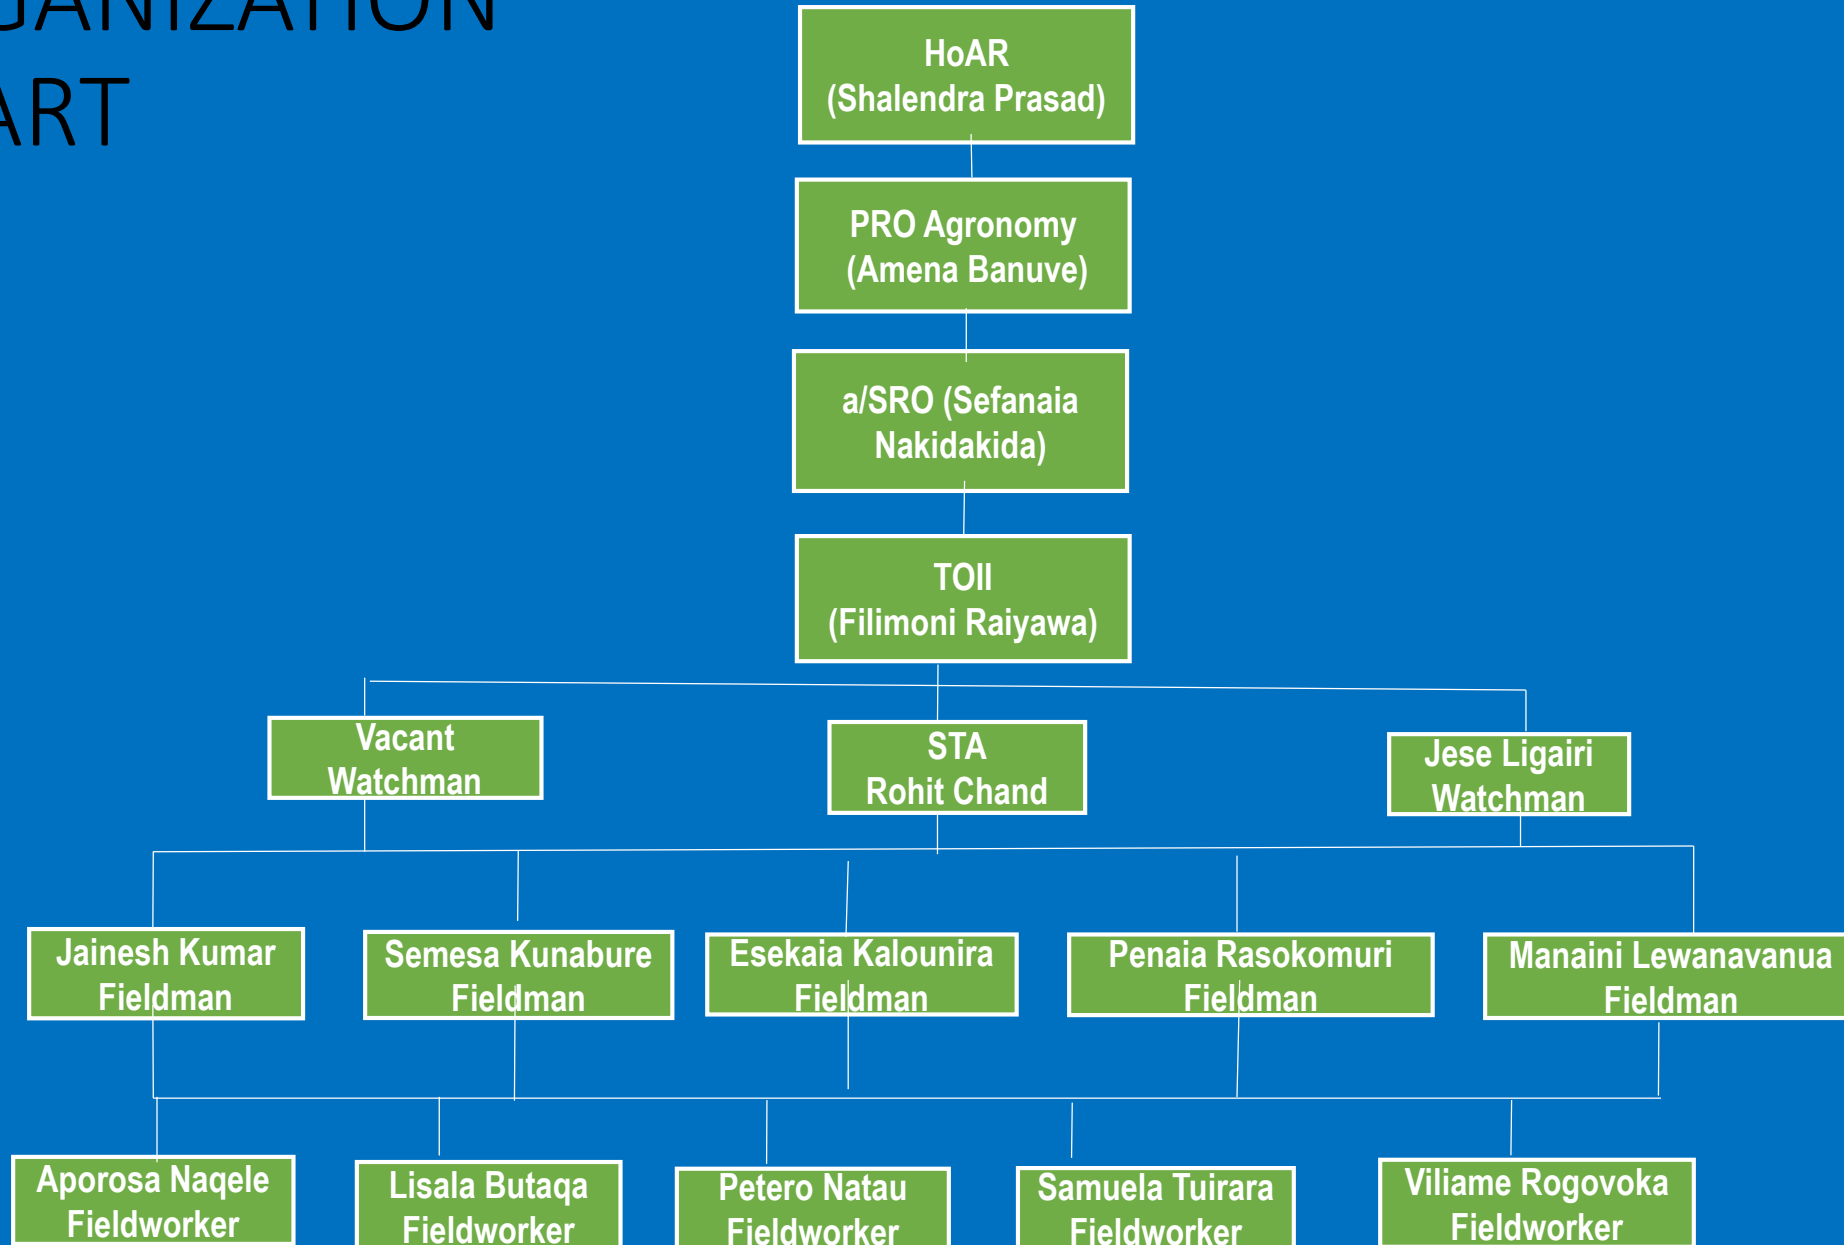 GANIZATION
ART
HoAR
(Shalendra Prasad)
PRO Agronomy
(Amena Banuve)
a/SRO (Sefanaia
Nakidakida)
TOII
(Filimoni Raiyawa)
Vacant
Watchman
STA
Rohit Chand
Jese Ligairi
Watchman
Jainesh Kumar
Fieldman
Semesa Kunabure
Fieldman
Esekaia Kalounira
Fieldman
Penaia Rasokomuri
Fieldman
Manaini Lewanavanua
Fieldman
Aporosa Naqele
Fieldworker
Lisala Butaqa
Fieldworker
Petero Natau
Fieldworker
Samuela Tuirara
Fieldworker
Viliame Rogovoka
Fieldworker